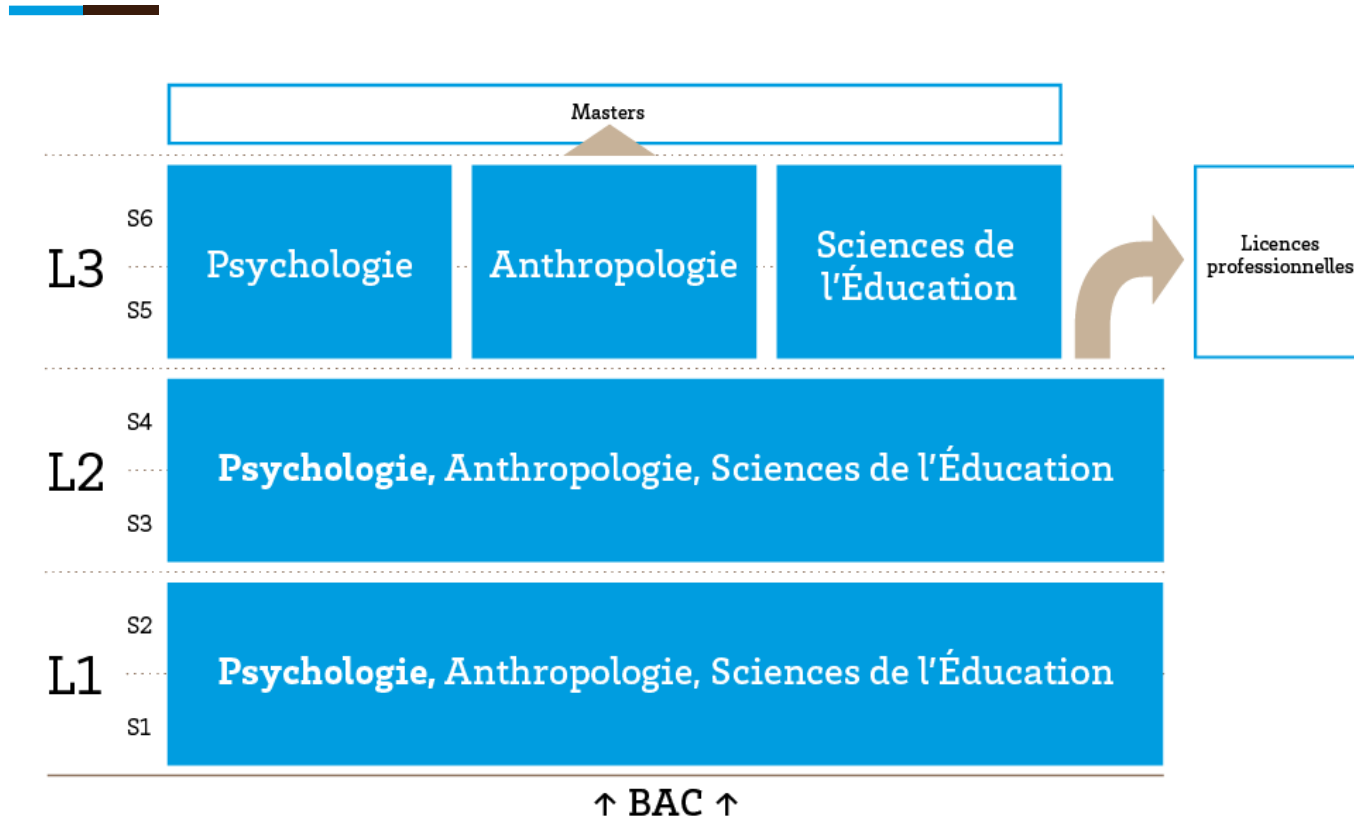 Masters
S6
L3
S5
Psychologie
Anthropologie
Sciences de
l'Éducation
Licences
professionnelles
S4
L2
S3
Psychologie, Anthropologie, Sciences de l'Éducation
S2
L1
S1
Psychologie, Anthropologie, Sciences de l'Éducation
↑ BAC ↑